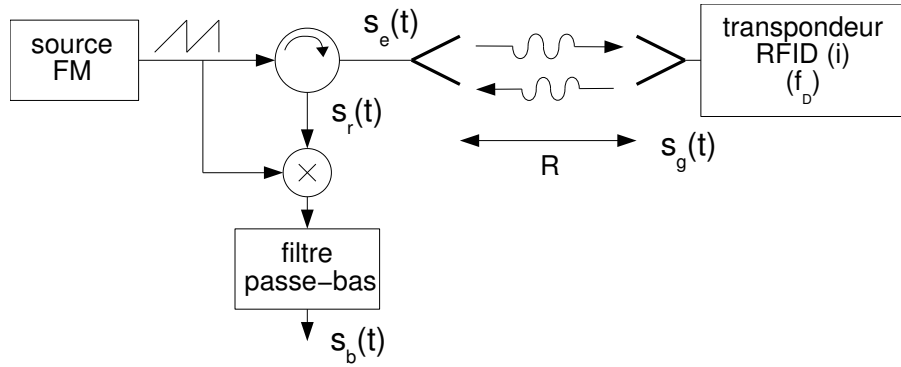 source
FM
s_e(t)
transpondeur
RFID (i)
(f_D)
s_r(t)
R
s_g(t)
×
filtre
passe−bas
s_b(t)